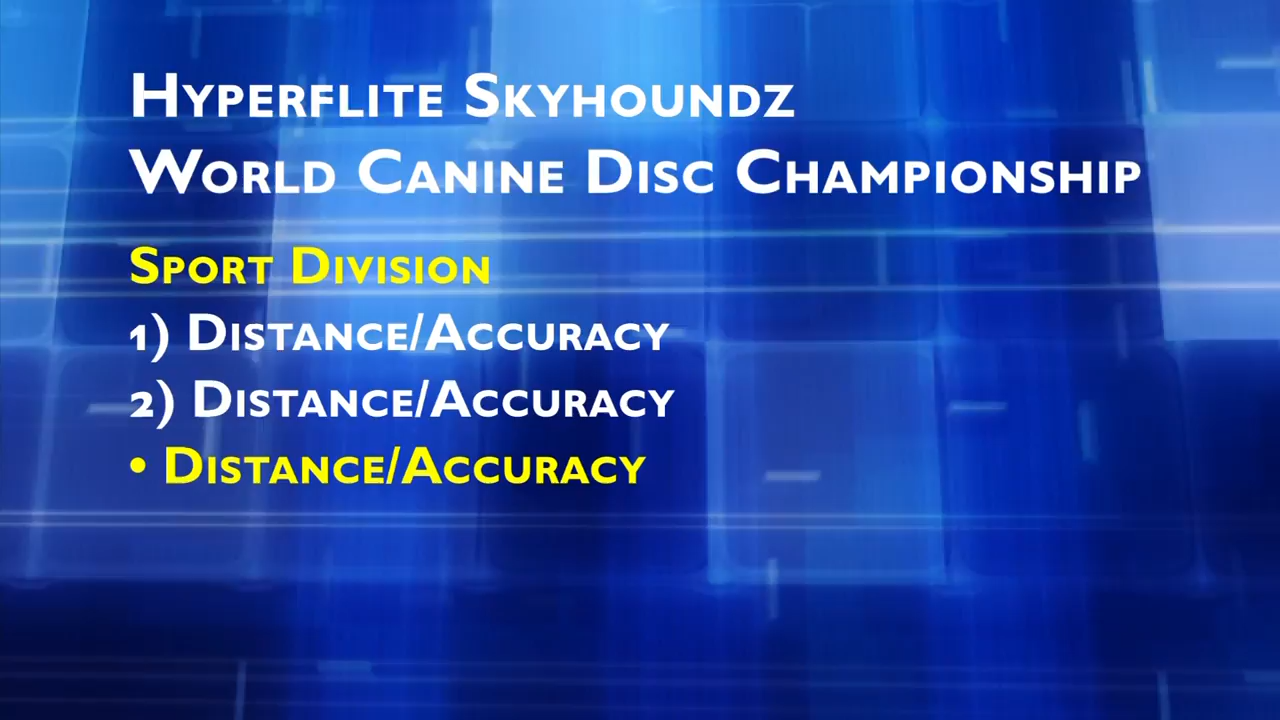 Hyperflite Skyhoundz
World Canine Disc Championship
Sport Division
1) Distance/Accuracy
2) Distance/Accuracy
• Distance/Accuracy